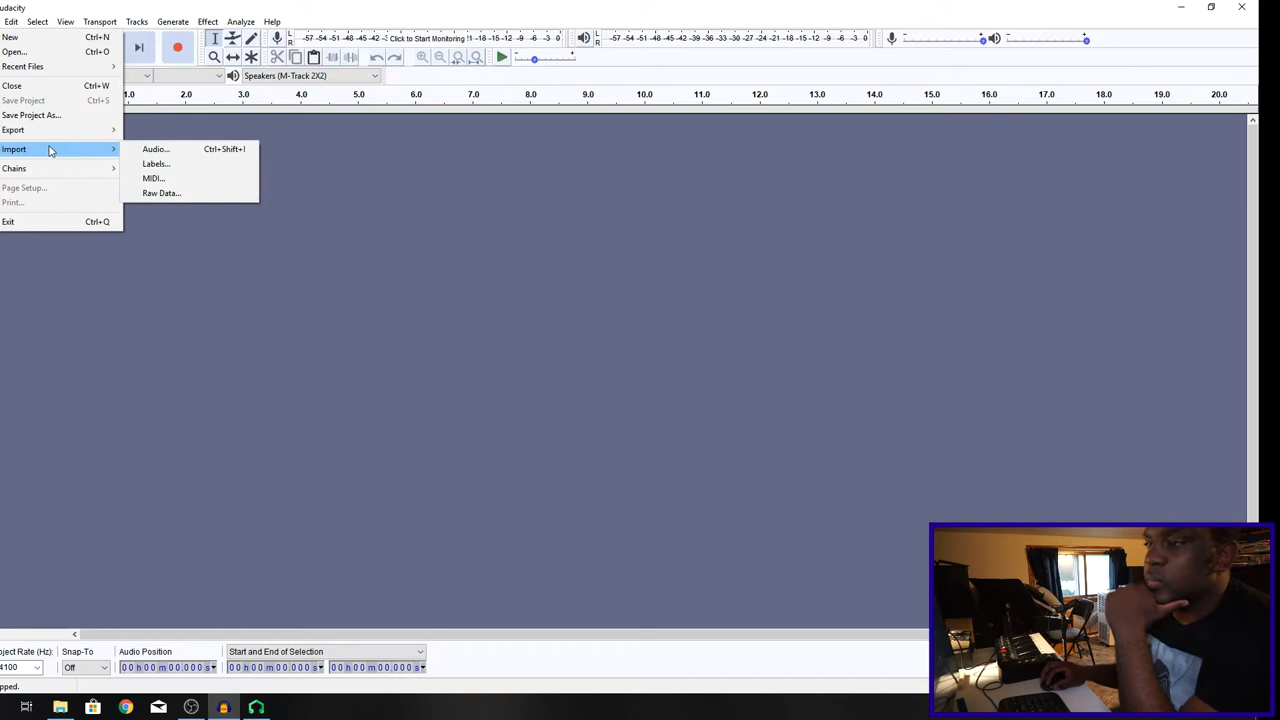 udacity
Edit Select View Transport Tracks Generate Effect Analyze Help
New Ctrl+N
Open... Ctrl+O
Recent Files
Close Ctrl+W
Save Project Ctrl+S
Save Project As...
Export
Import
Chains
Page Setup...
Print...
Exit Ctrl+Q
Audio... Ctrl+Shift+I
Labels...
MIDI...
Raw Data...
L -57 -54 -51 -48 -45 -42 -3 Click to Start Monitoring !1 -18 -15 -12 -9 -6 -3 0
R
L -57 -54 -51 -48 -45 -42 -39 -36 -33 -30 -27 -24 -21 -18 -15 -12 -9 -6 -3 0
R
Speakers (M-Track 2X2)
1.0 2.0 3.0 4.0 5.0 6.0 7.0 8.0 9.0 10.0 11.0 12.0 13.0 14.0 15.0 16.0 17.0 18.0 19.0 20.0
oject Rate (Hz): Snap-To Audio Position Start and End of Selection
4100 Off 00 h 00 m 00.000 s 00 h 00 m 00.000 s 00 h 00 m 00.000 s
pped.